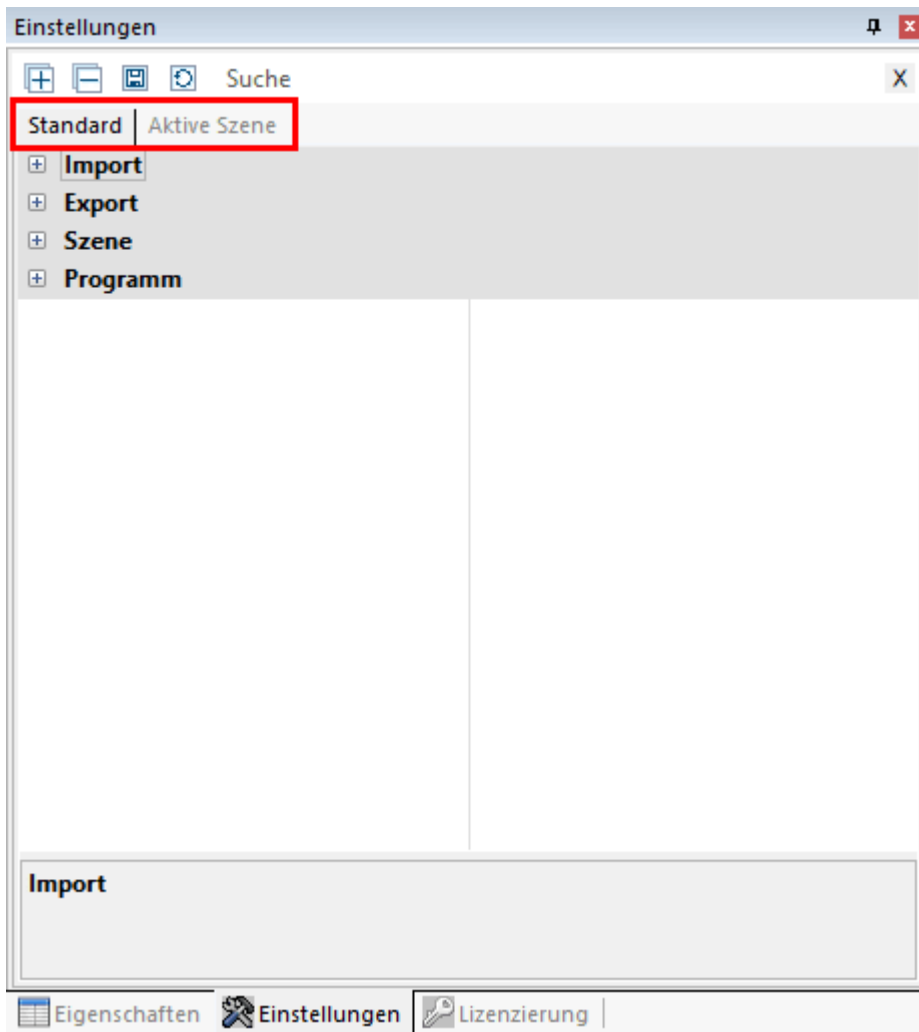 Einstellungen
Suche X
Standard Aktive Szene
Import
Export
Szene
Programm
Import
Eigenschaften Einstellungen Lizenzierung